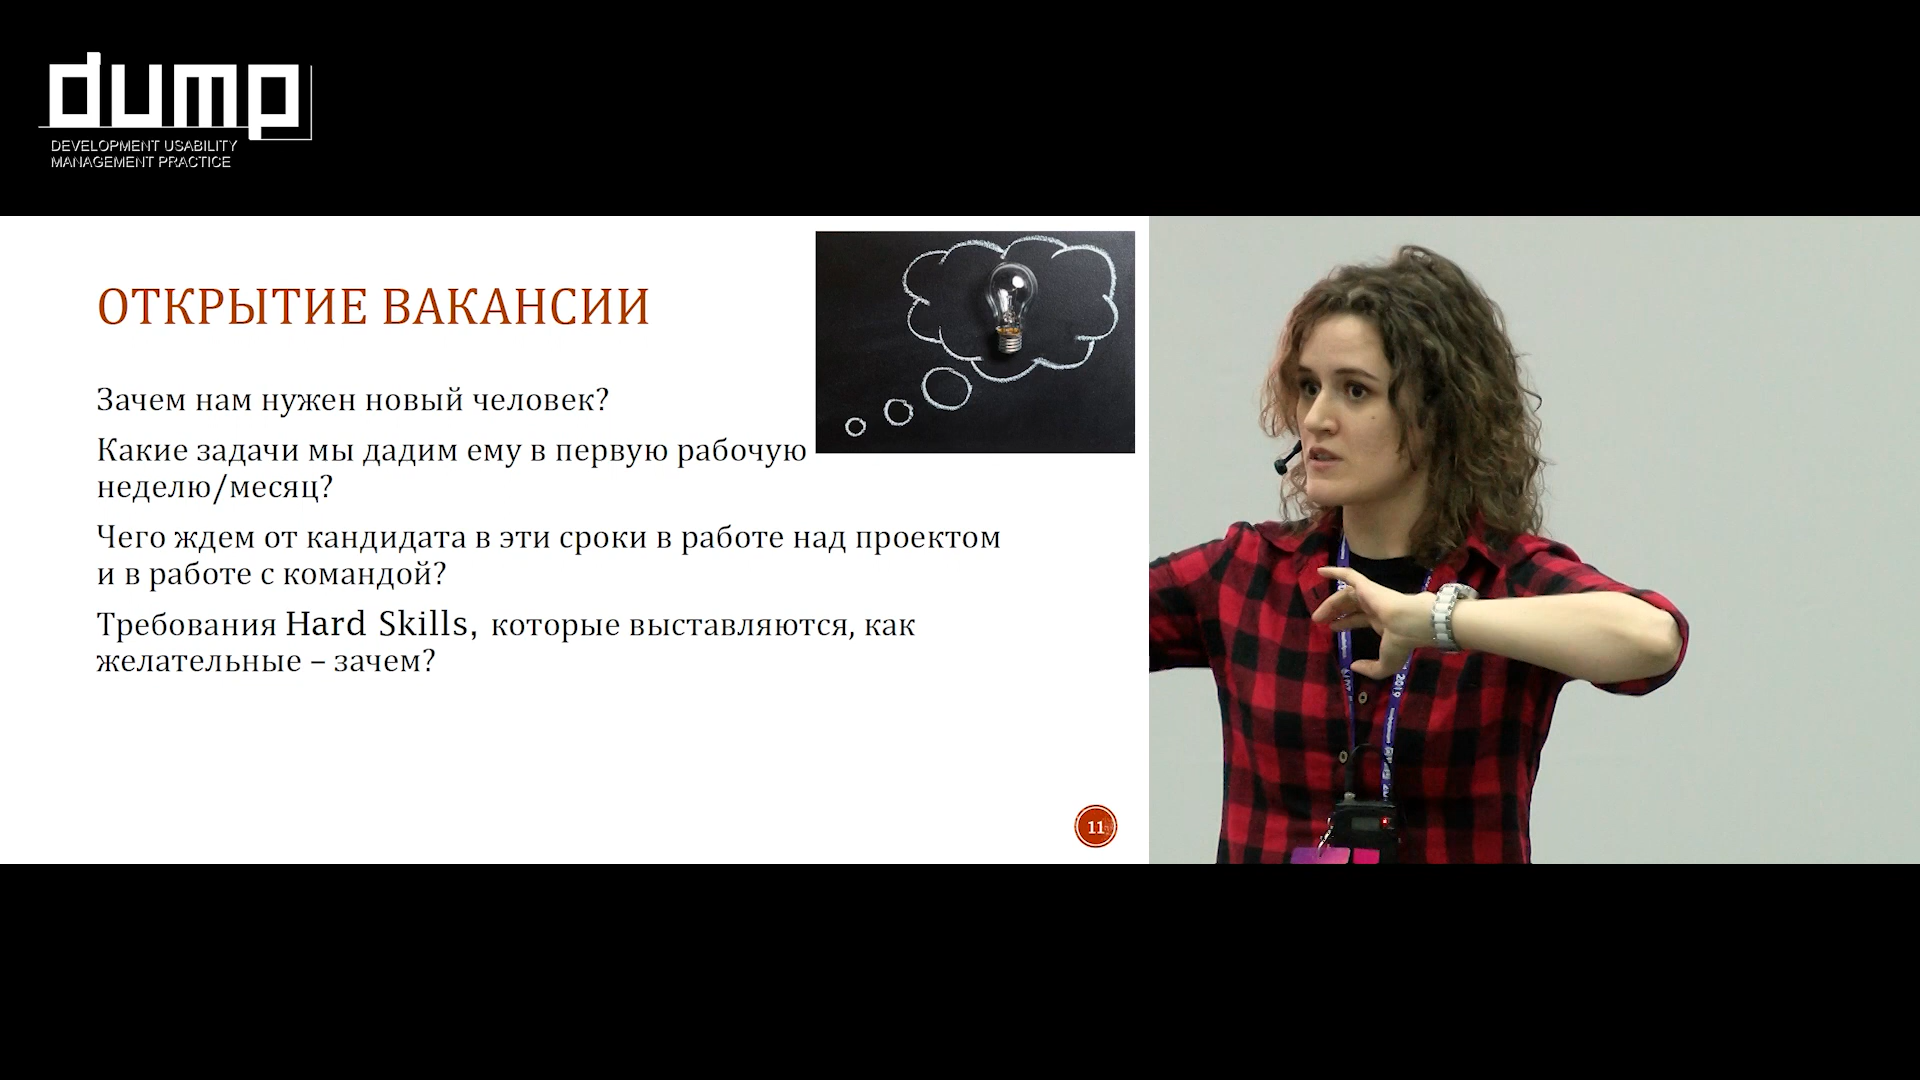 dump
DEVELOPMENT USABILITY
MANAGEMENT PRACTICE
ОТКРЫТИЕ ВАКАНСИИ
Зачем нам нужен новый человек?
Какие задачи мы дадим ему в первую рабочую
неделю/месяц?
Чего ждем от кандидата в эти сроки в работе над проектом
и в работе с командой?
Требования Hard Skills, которые выставляются, как
желательные – зачем?
11
2019